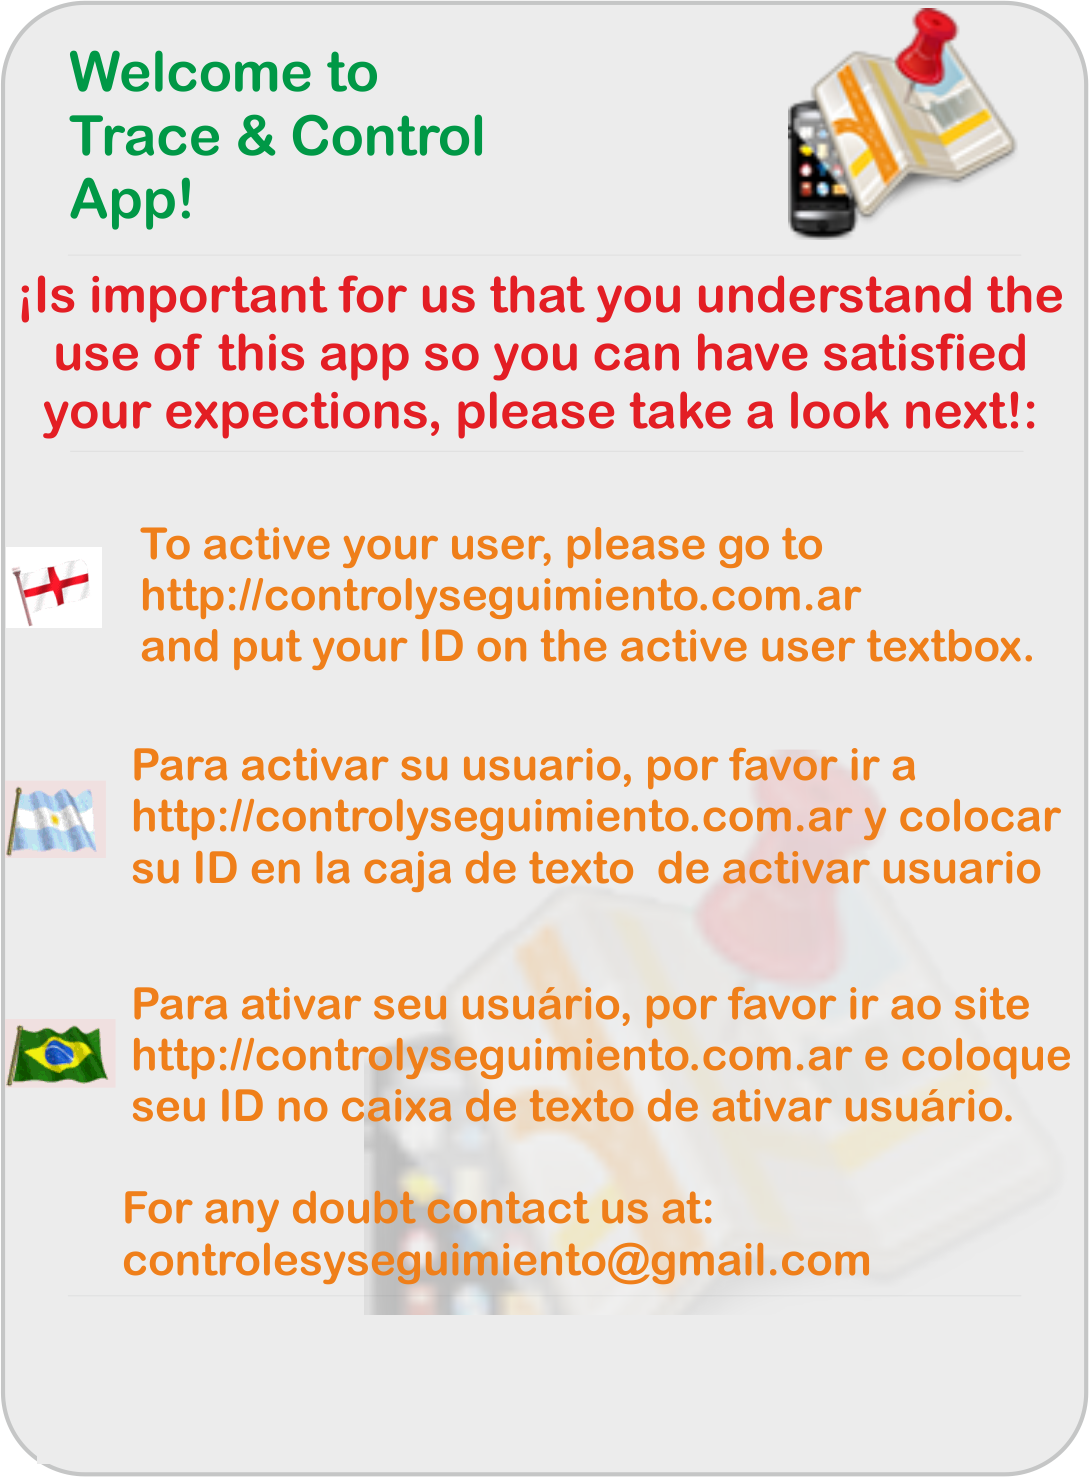 Welcome to
Trace & Control
App!
¡Is important for us that you understand the
use of this app so you can have satisfied
your expections, please take a look next!:
To active your user, please go to
http://controlyseguimiento.com.ar
and put your ID on the active user textbox.
Para activar su usuario, por favor ir a
http://controlyseguimiento.com.ar y colocar
su ID en la caja de texto  de activar usuario
Para ativar seu usuário, por favor ir ao site
http://controlyseguimiento.com.ar e coloque
seu ID no caixa de texto de ativar usuário.
For any doubt contact us at:
controlesyseguimiento@gmail.com